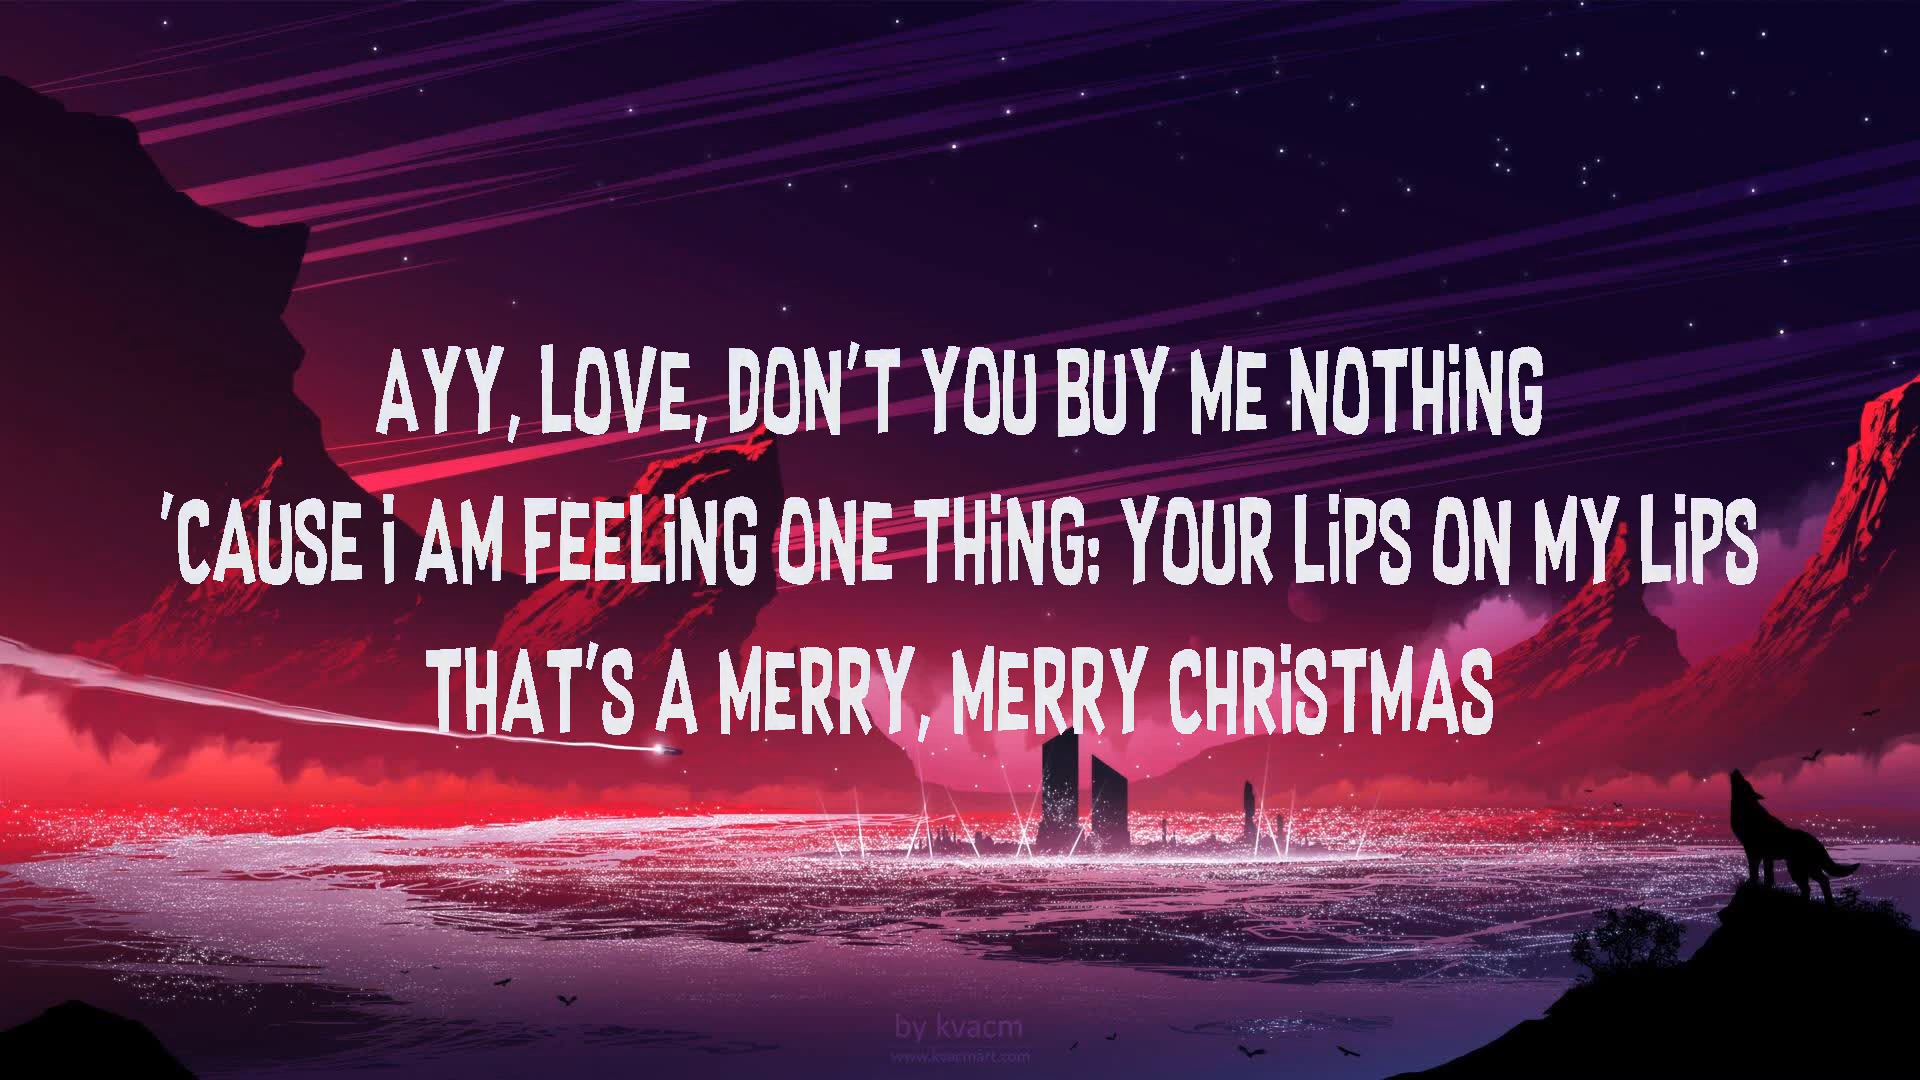 AYY, LOVE, DON'T YOU BUY ME NOTHING
'CAUSE I AM FEELING ONE THING: YOUR LIPS ON MY LIPS
THAT'S A MERRY, MERRY CHRISTMAS
by kvacm
www.kvacmart.com